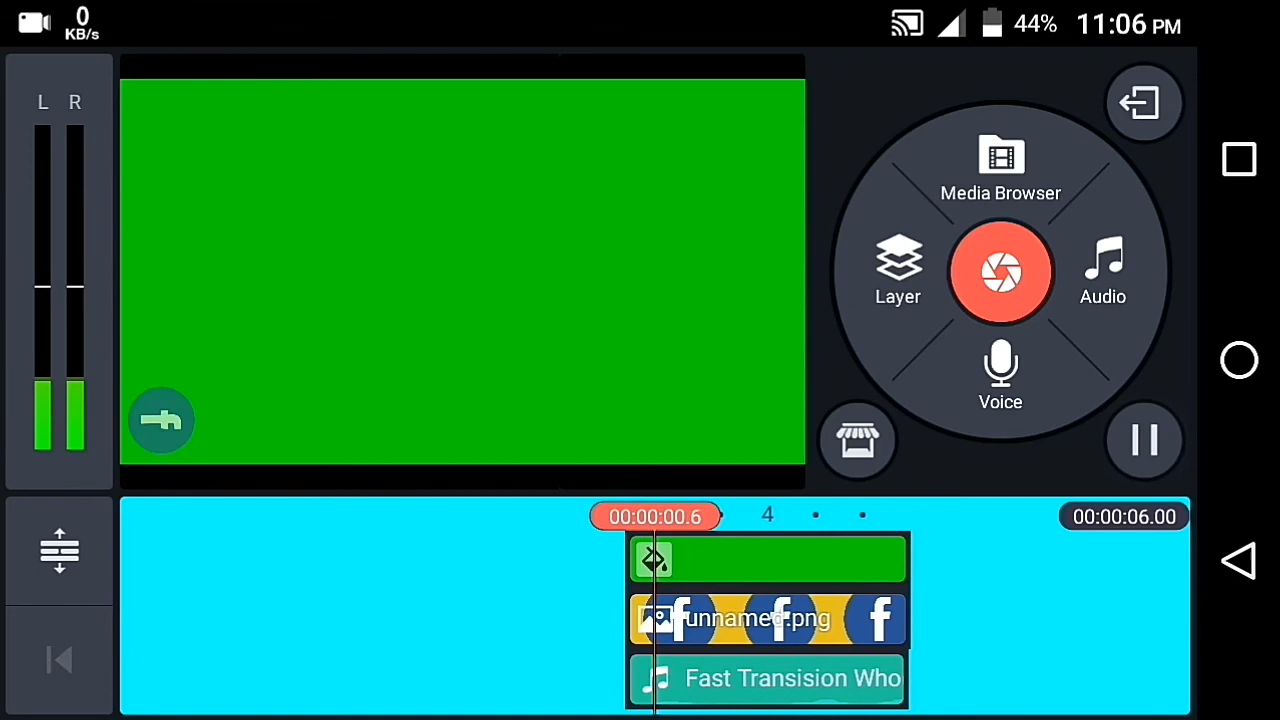 0
KB/s
44%
11:06 PM
L R
Media Browser
Layer
Audio
Voice
00:00:00.6
4
00:00:06.00
unnamed.png
Fast Transision Who